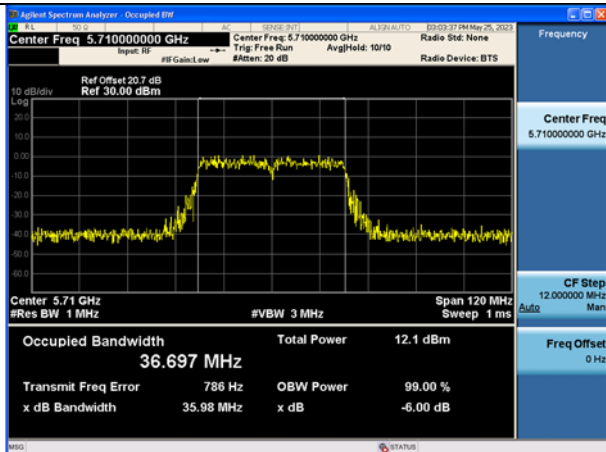 Agilent Spectrum Analyzer - Occupied BW
RL 50 Ω AC SENSE:INT ALIGN AUTO 03:03:37 PM May 25, 2023
Center Freq 5.710000000 GHz
Center Freq: 5.710000000 GHz Radio Std: None
Input: RF Trig: Free Run Avg|Hold: 10/10
#IFGain:Low #Atten: 20 dB Radio Device: BTS
Frequency
Ref Offset 20.7 dB
10 dB/div Ref 30.00 dBm
Log
20.0
10.0
0.00
-10.0
-20.0
-30.0
-40.0
-50.0
-60.0
Center Freq
5.710000000 GHz
Center 5.71 GHz Span 120 MHz
#Res BW 1 MHz #VBW 3 MHz Sweep 1 ms
CF Step
12.000000 MHz
Auto Man
Occupied Bandwidth Total Power 12.1 dBm
36.697 MHz
Transmit Freq Error 786 Hz OBW Power 99.00 %
x dB Bandwidth 35.98 MHz x dB -6.00 dB
Freq Offset
0 Hz
MSG STATUS